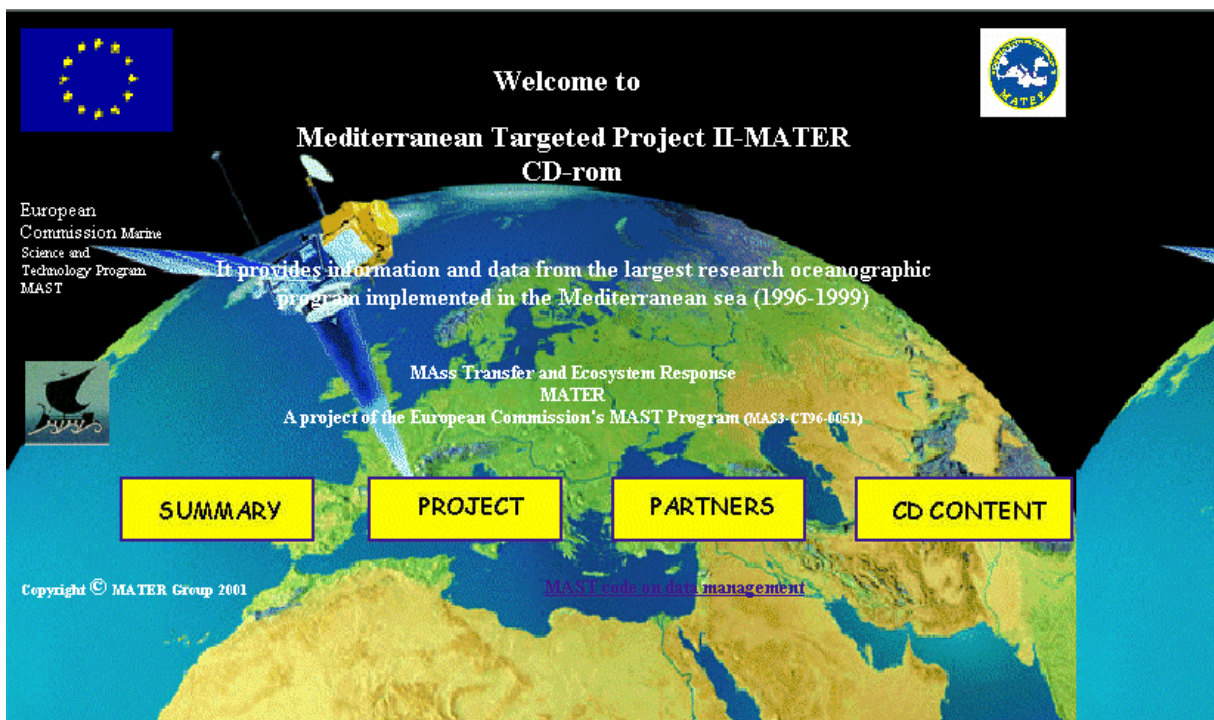 Welcome to
Mediterranean Targeted Project II-MATER
CD-rom
MATER
European
Commission Marine
Science and
Technology Program
MAST
It provides information and data from the largest research oceanographic
program implemented in the Mediterranean sea (1996-1999)
MAss Transfer and Ecosystem Response
MATER
A project of the European Commission's MAST Program (MAS3-CT96-0051)
SUMMARY
PROJECT
PARTNERS
CD CONTENT
Copyright © MATER Group 2001
MAST code on data management